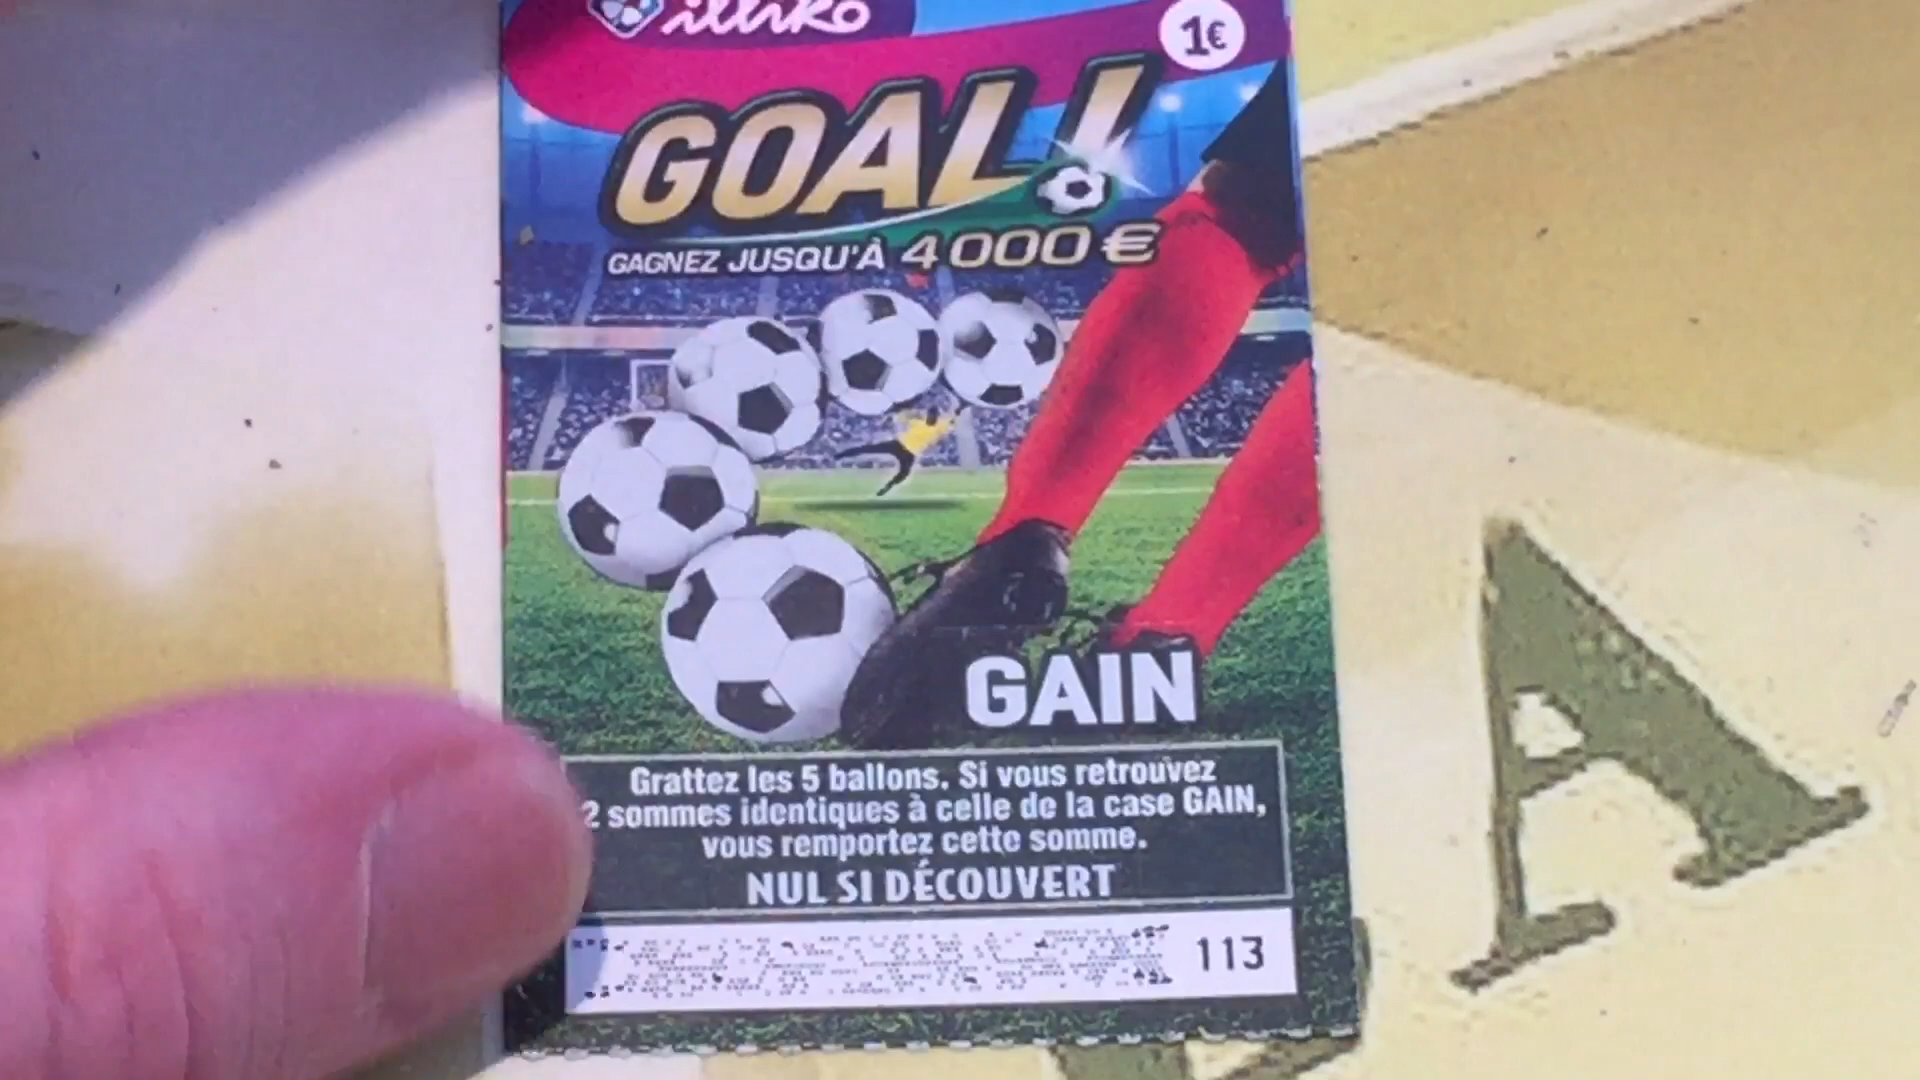 illiko
1€
GOAL!
GAGNEZ JUSQU'À 4 000 €
GAIN
Grattez les 5 ballons. Si vous retrouvez
2 sommes identiques à celle de la case GAIN,
vous remportez cette somme.
NUL SI DÉCOUVERT
113
A